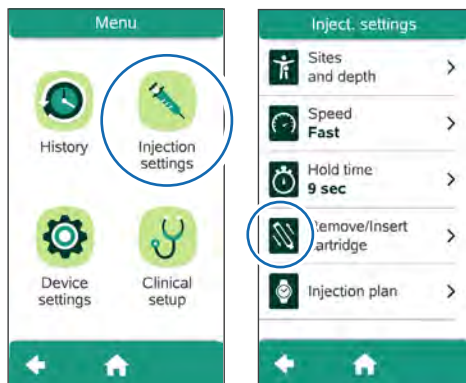 Menu
History
Injection
settings
Device
settings
Clinical
setup
Inject. settings
Sites
and depth
Speed
Fast
Hold time
9 sec
emove/Insert
artridge
Injection plan